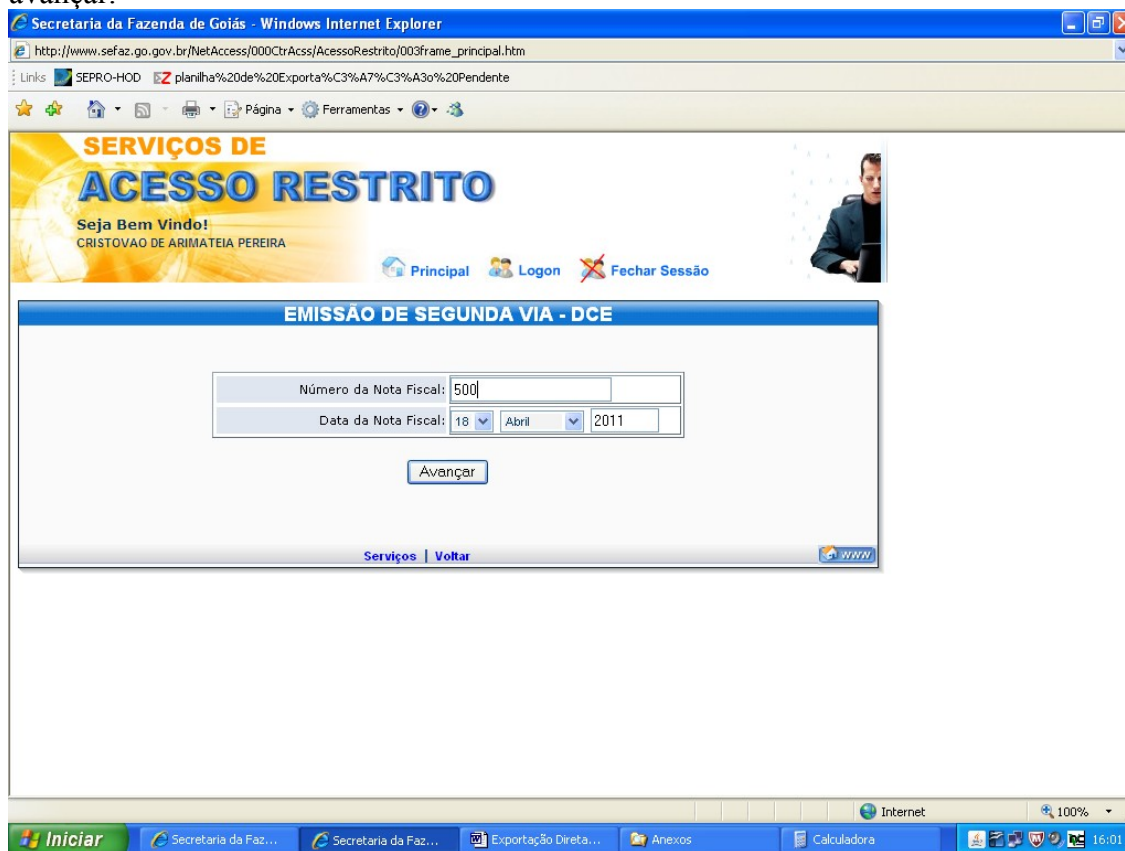 avançar.
Secretaria da Fazenda de Goiás - Windows Internet Explorer
http://www.sefaz.go.gov.br/NetAccess/000CtrAcss/AcessoRestrito/003frame_principal.htm
Links SEPRO-HOD planilha%20de%20Exporta%C3%A7%C3%A3o%20Pendente
Página Ferramentas
SERVIÇOS DE
ACESSO RESTRITO
Seja Bem Vindo!
CRISTOVAO DE ARIMATEIA PEREIRA
Principal Logon Fechar Sessão
EMISSÃO DE SEGUNDA VIA - DCE
Número da Nota Fiscal: 500
Data da Nota Fiscal: 18 Abril 2011
Avançar
Serviços | Voltar
www
Internet 100%
Iniciar Secretaria da Faz... Secretaria da Faz... Exportação Direta... Anexos Calculadora 16:01